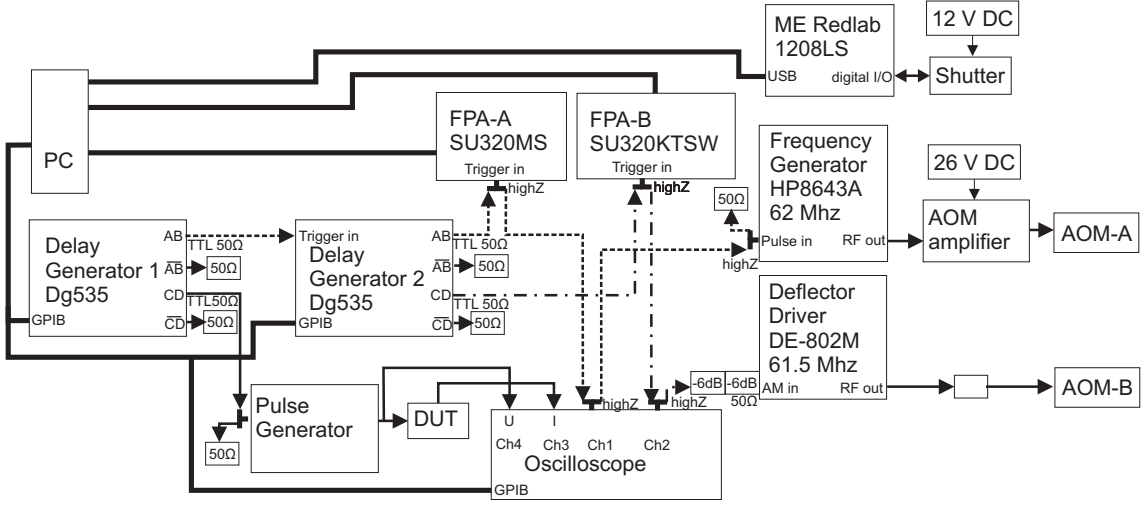 12 V DC
ME Redlab
1208LS
USB
digital I/O
Shutter
PC
FPA-A
SU320MS
Trigger in
highZ
FPA-B
SU320KTSW
Trigger in
highZ
50Ω
Frequency
Generator
HP8643A
62 Mhz
Pulse in
RF out
highZ
26 V DC
AOM
amplifier
AOM-A
Delay
Generator 1
Dg535
GPIB
AB
AB
50Ω
CD
TTL50Ω
CD
50Ω
Trigger in
Delay
Generator 2
Dg535
GPIB
AB
TTL 50Ω
AB
50Ω
CD
TTL 50Ω
CD
50Ω
Deflector
Driver
DE-802M
61.5 Mhz
-6dB
-6dB
50Ω
AM in
RF out
AOM-B
Pulse
Generator
50Ω
DUT
highZ
highZ
U
I
Ch4
Ch3
Ch1
Ch2
Oscilloscope
GPIB